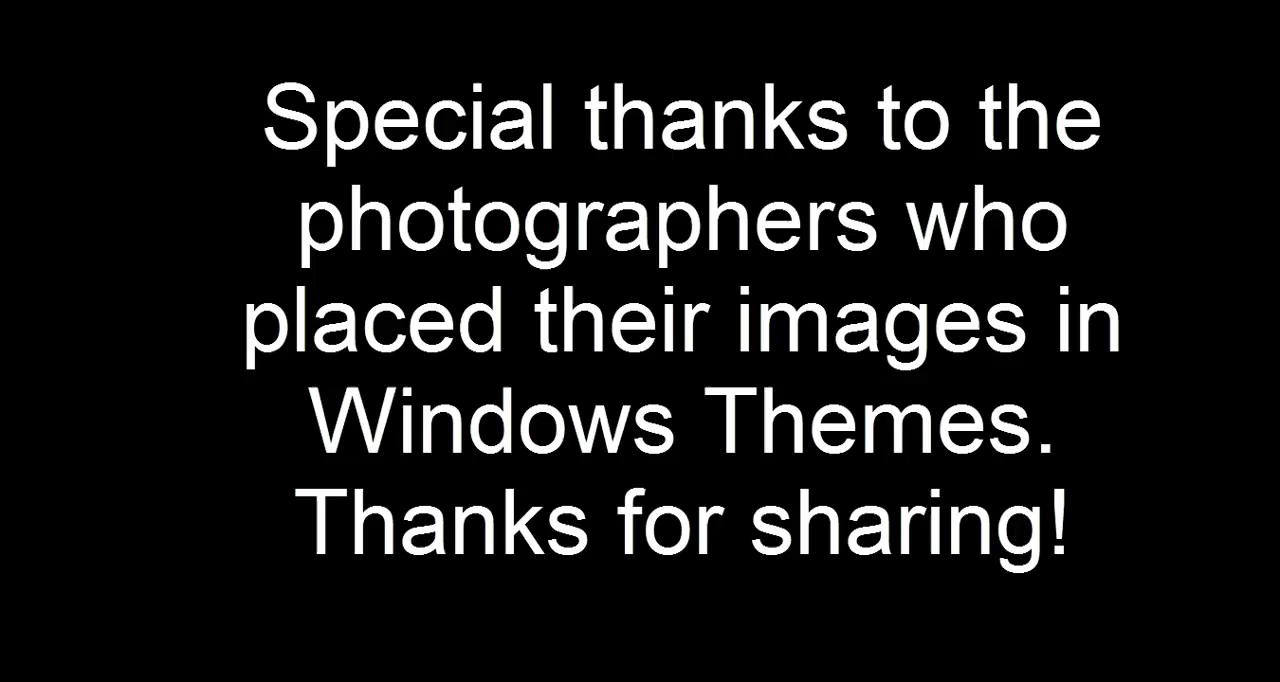 Special thanks to the
photographers who
placed their images in
Windows Themes.
Thanks for sharing!